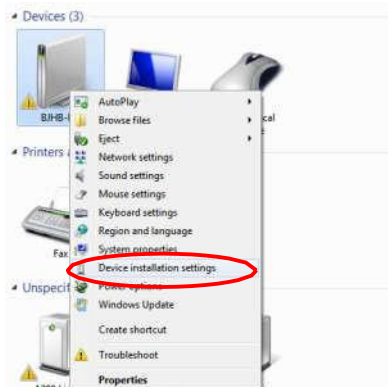 Devices (3)
BJHB-
AutoPlay
Browse files
Eject
Network settings
Sound settings
Mouse settings
Keyboard settings
Region and language
System properties
Device installation settings
Power options
Windows Update
Create shortcut
Troubleshoot
Properties
cal
Printers
Fax
Unspecif